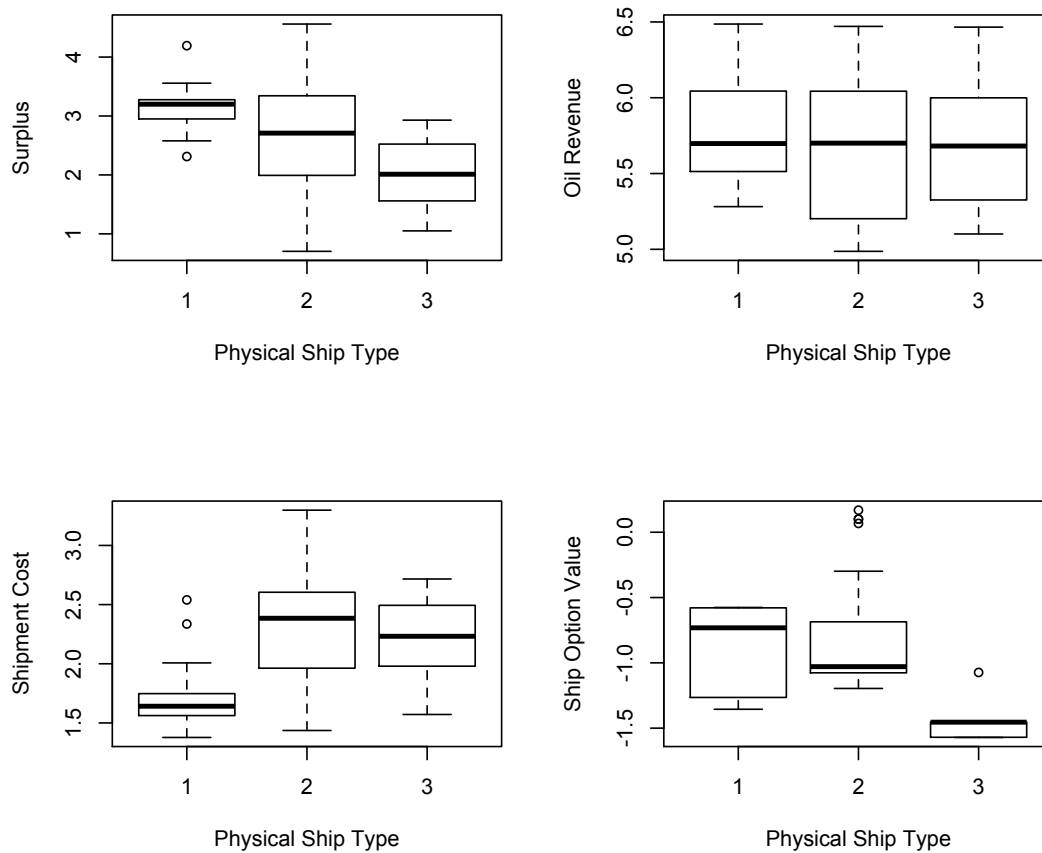 Surplus
4
3
2
1
1 2 3
Physical Ship Type
Oil Revenue
6.5
6.0
5.5
5.0
1 2 3
Physical Ship Type
Shipment Cost
3.0
2.5
2.0
1.5
1 2 3
Physical Ship Type
Ship Option Value
0.0
-0.5
-1.0
-1.5
1 2 3
Physical Ship Type